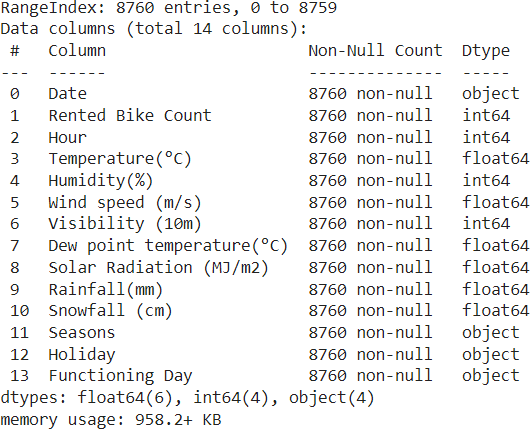 RangeIndex: 8760 entries, 0 to 8759
Data columns (total 14 columns):
 #   Column                     Non-Null Count  Dtype
---  ------                     --------------  -----
 0   Date                       8760 non-null   object
 1   Rented Bike Count          8760 non-null   int64
 2   Hour                       8760 non-null   int64
 3   Temperature(°C)            8760 non-null   float64
 4   Humidity(%)                8760 non-null   int64
 5   Wind speed (m/s)           8760 non-null   float64
 6   Visibility (10m)           8760 non-null   int64
 7   Dew point temperature(°C)  8760 non-null   float64
 8   Solar Radiation (MJ/m2)    8760 non-null   float64
 9   Rainfall(mm)               8760 non-null   float64
 10  Snowfall (cm)              8760 non-null   float64
 11  Seasons                    8760 non-null   object
 12  Holiday                    8760 non-null   object
 13  Functioning Day            8760 non-null   object
dtypes: float64(6), int64(4), object(4)
memory usage: 958.2+ KB